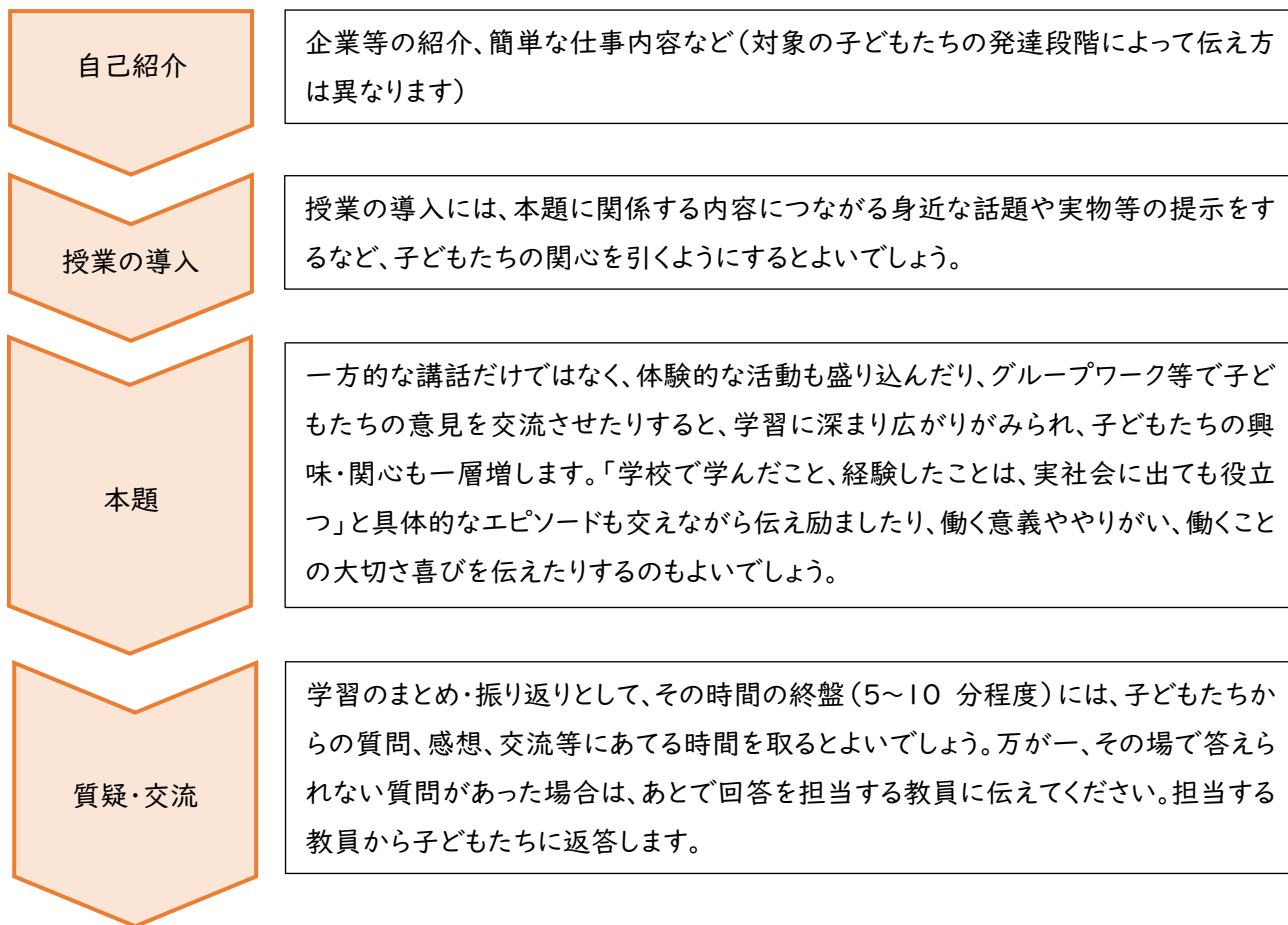 自己紹介
企業等の紹介、簡単な仕事内容など(対象の子どもたちの発達段階によって伝え方
は異なります)
授業の導入
授業の導入には、本題に関係する内容につながる身近な話題や実物等の提示をす
るなど、子どもたちの関心を引くようにするとよいでしょう。
本題
一方的な講話だけではなく、体験的な活動も盛り込んだり、グループワーク等で子ど
もたちの意見を交流させたりすると、学習に深まり広がりがみられ、子どもたちの興
味・関心も一層増します。「学校で学んだこと、経験したことは、実社会に出ても役立
つ」と具体的なエピソードも交えながら伝え励ましたり、働く意義ややりがい、働くこと
の大切さ喜びを伝えたりするのもよいでしょう。
質疑・交流
学習のまとめ・振り返りとして、その時間の終盤(5~10 分程度)には、子どもたちか
らの質問、感想、交流等にあてる時間を取るとよいでしょう。万が一、その場で答えら
れない質問があった場合は、あとで回答を担当する教員に伝えてください。担当する
教員から子どもたちに返答します。